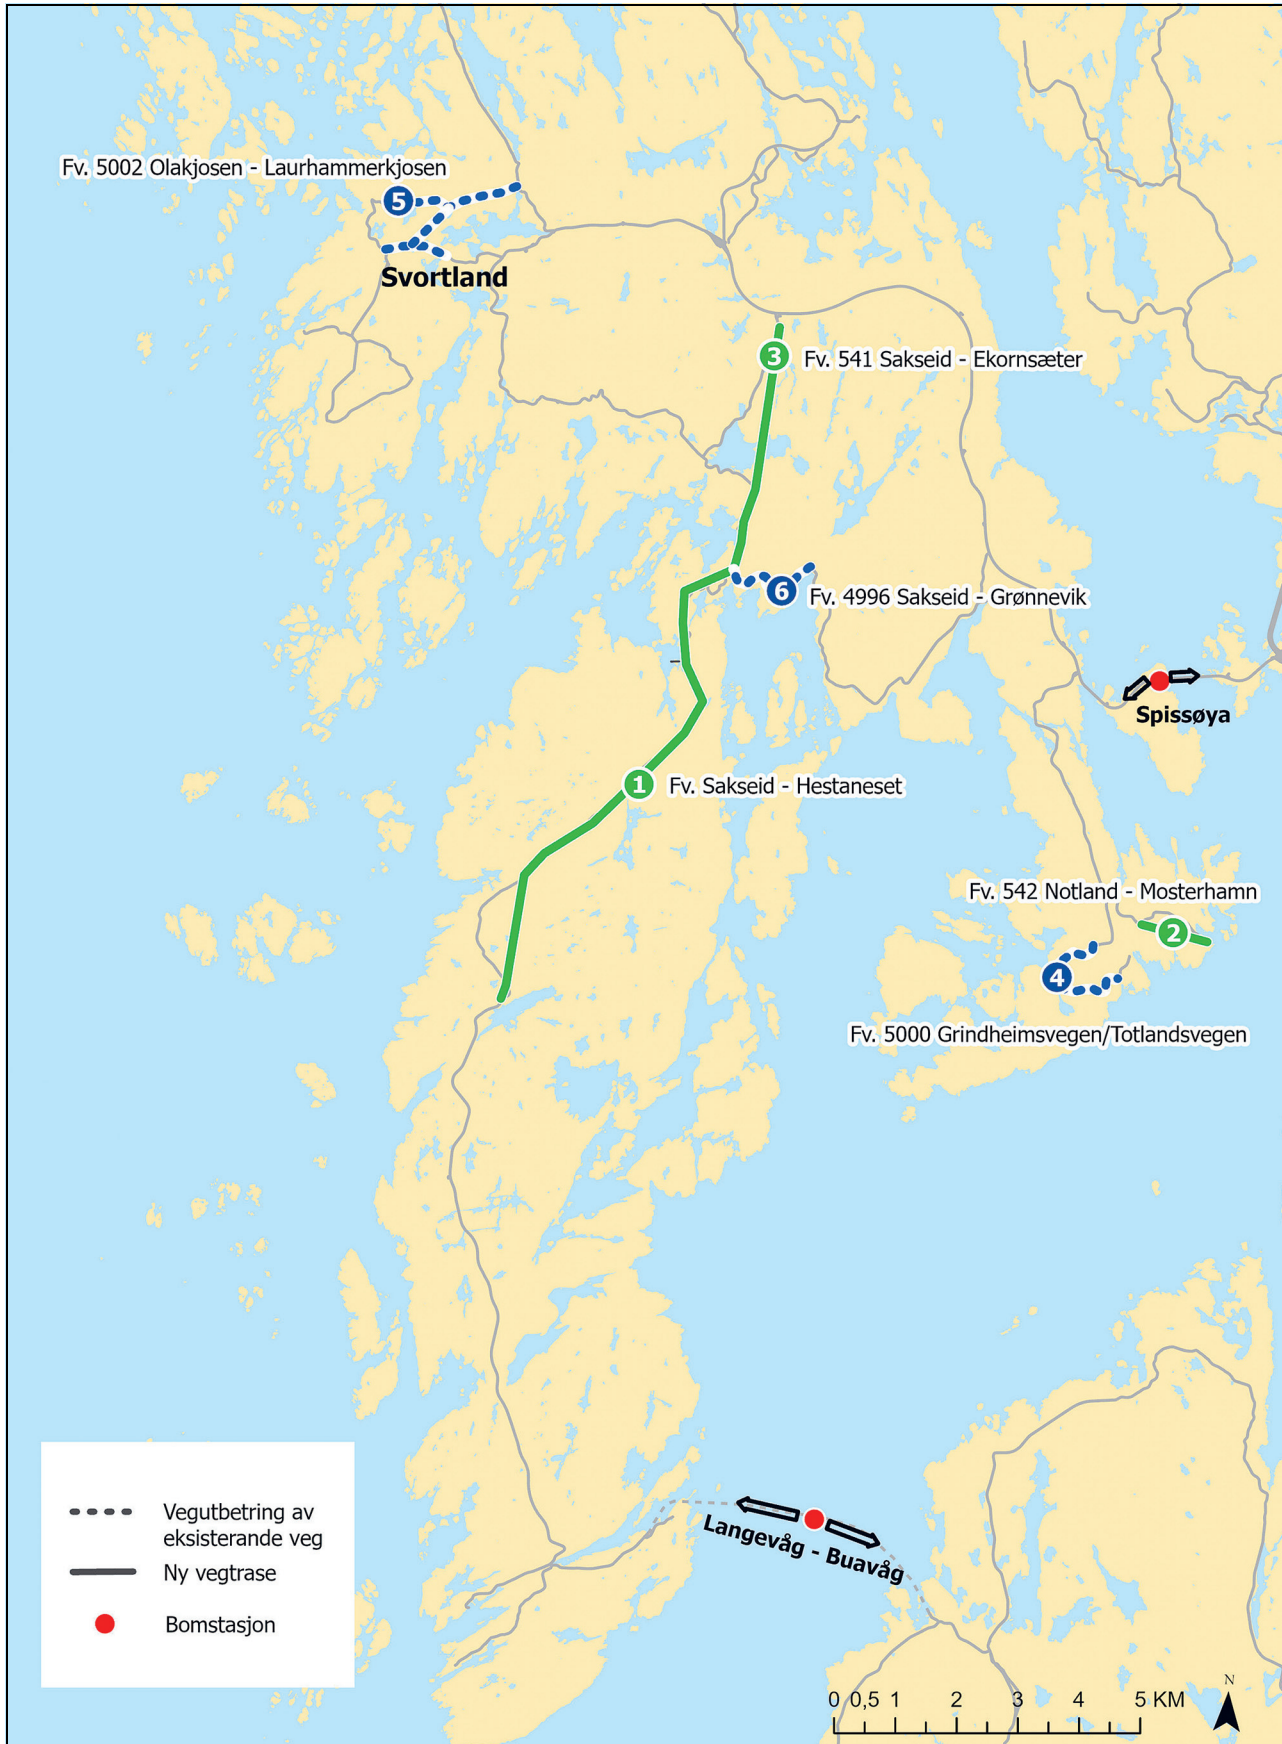 Fv. 5002 Olakjosen - Laurhammerkjosen
5
Svortland
3
Fv. 541 Sakseid - Ekornsæter
6
Fv. 4996 Sakseid - Grønnevik
Spissøya
1
Fv. Sakseid - Hestaneset
Fv. 542 Notland - Mosterhamn
2
4
Fv. 5000 Grindheimsvegen/Totlandsvegen
Langevåg - Buavåg
Vegutbetring av
eksisterande veg
Ny vegtrase
Bomstasjon
0 0,5 1 2 3 4 5 KM
N